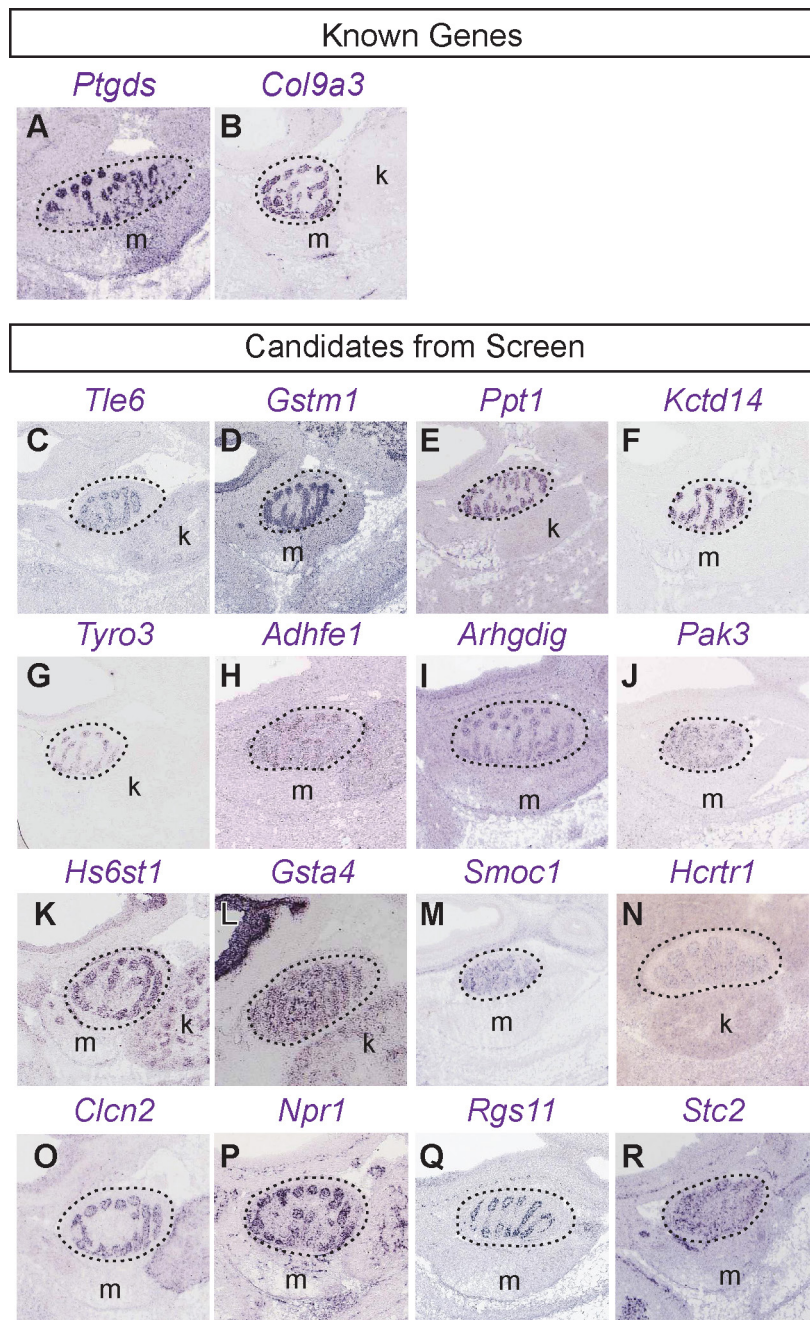 Known Genes
Ptgds Col9a3
A B
k
m m
Candidates from Screen
Tle6 Gstm1 Ppt1 Kctd14
C D E F
k m k m
Tyro3 Adhfe1 Arhgdig Pak3
G H I J
k m m m
Hs6st1 Gsta4 Smoc1 Hcrtr1
K L M N
m k k m k
Clcn2 Npr1 Rgs11 Stc2
O P Q R
m m m m